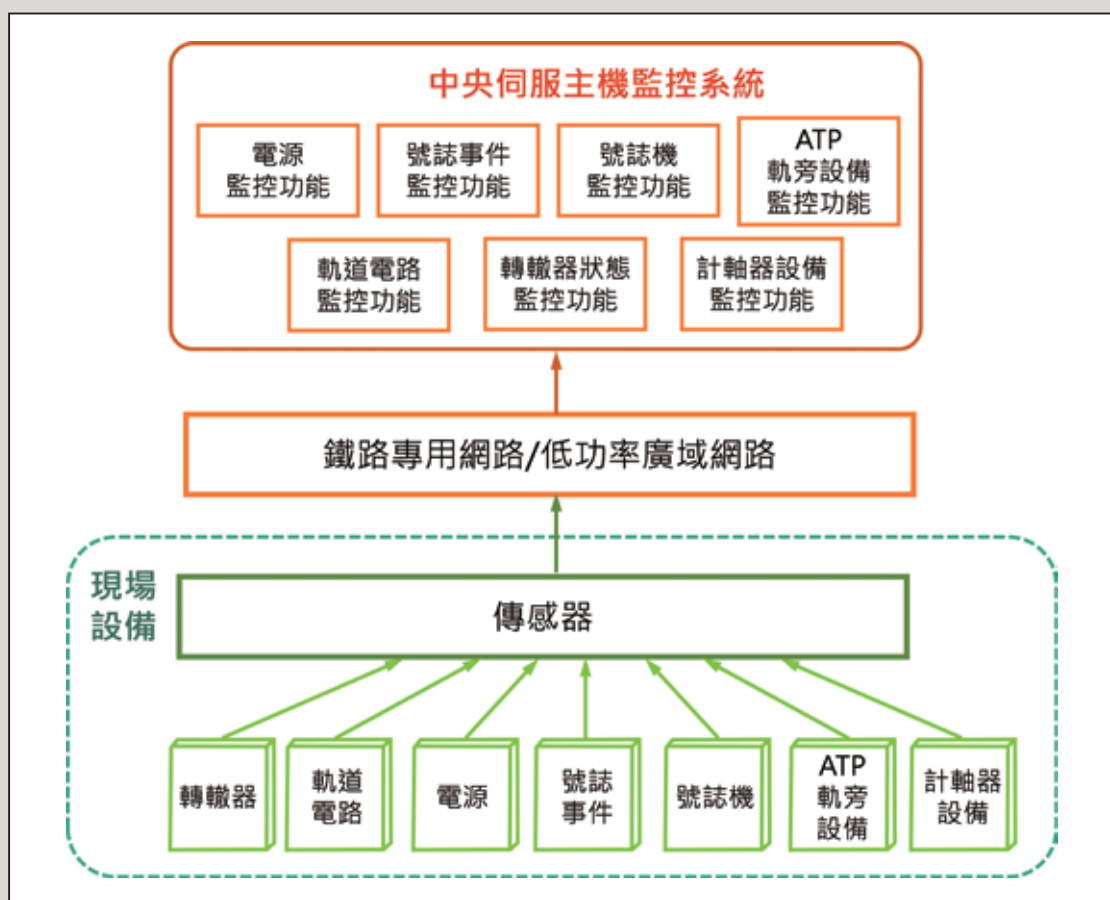 中央伺服主機監控系統
電源
監控功能
號誌事件
監控功能
號誌機
監控功能
ATP
軌旁設備
監控功能
軌道電路
監控功能
轉轍器狀態
監控功能
計軸器設備
監控功能
鐵路專用網路/低功率廣域網路
現場
設備
傳感器
轉轍器
軌道
電路
電源
號誌
事件
號誌機
ATP
軌旁
設備
計軸器
設備